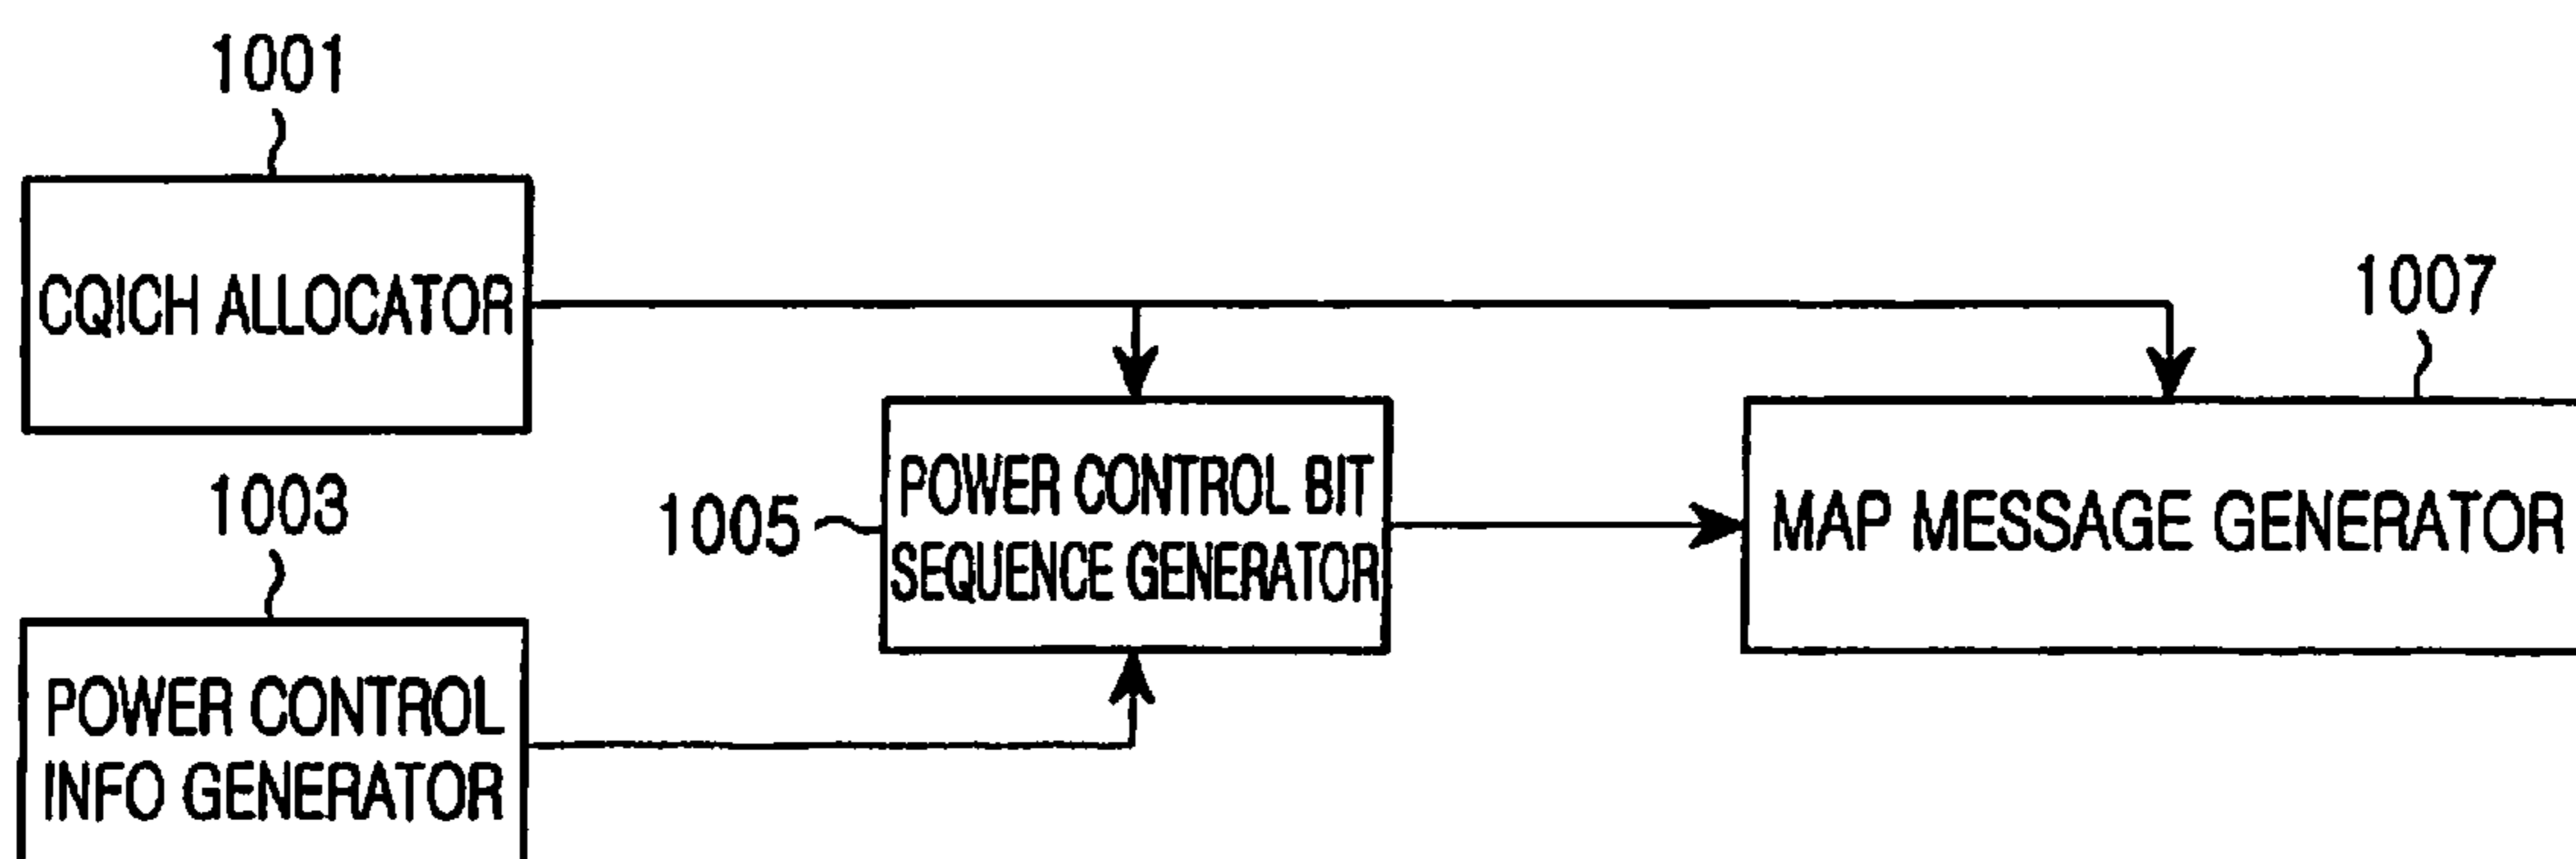 1001
CQICH ALLOCATOR
1007
1003
1005
POWER CONTROL BIT
SEQUENCE GENERATOR
MAP MESSAGE GENERATOR
POWER CONTROL
INFO GENERATOR